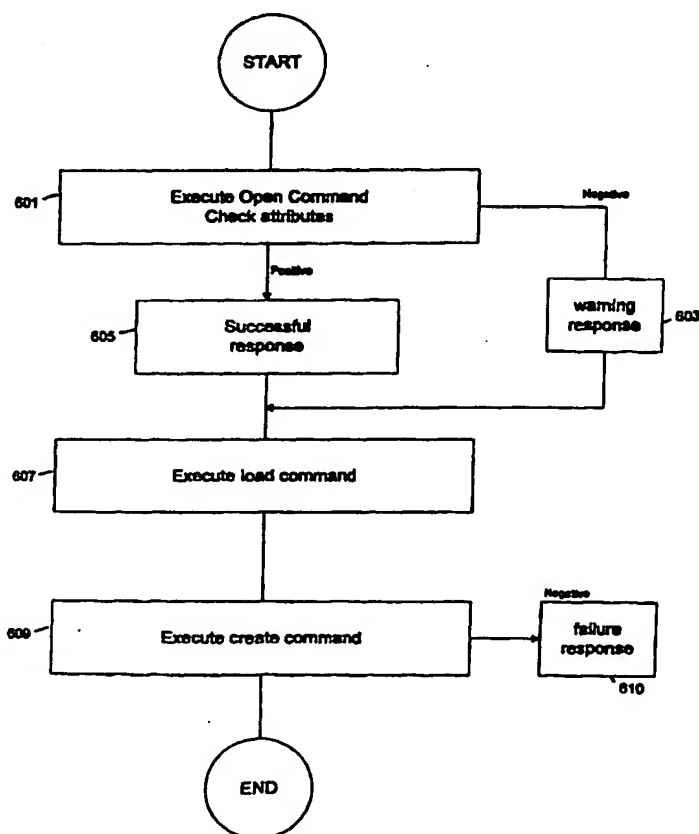 START
601
Execute Open Command
Check attributes
Negative
Positive
605
Successful
response
warning
response
603
607
Execute load command
609
Execute create command
Negative
failure
response
610
END